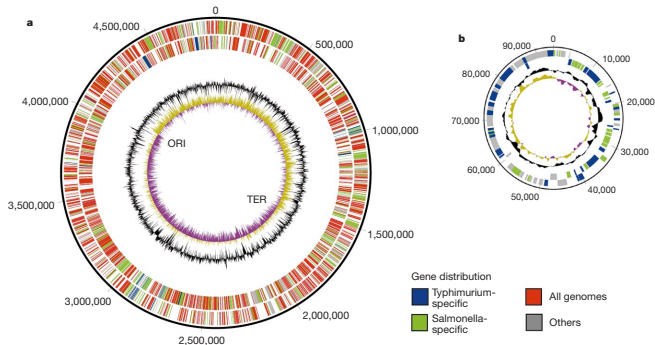 a
0
500,000
1,000,000
1,500,000
2,000,000
2,500,000
3,000,000
3,500,000
4,000,000
4,500,000
ORI
TER
b
0
10,000
20,000
30,000
40,000
50,000
60,000
70,000
80,000
90,000
Gene distribution
Typhimurium-
specific
Salmonella-
specific
All genomes
Others